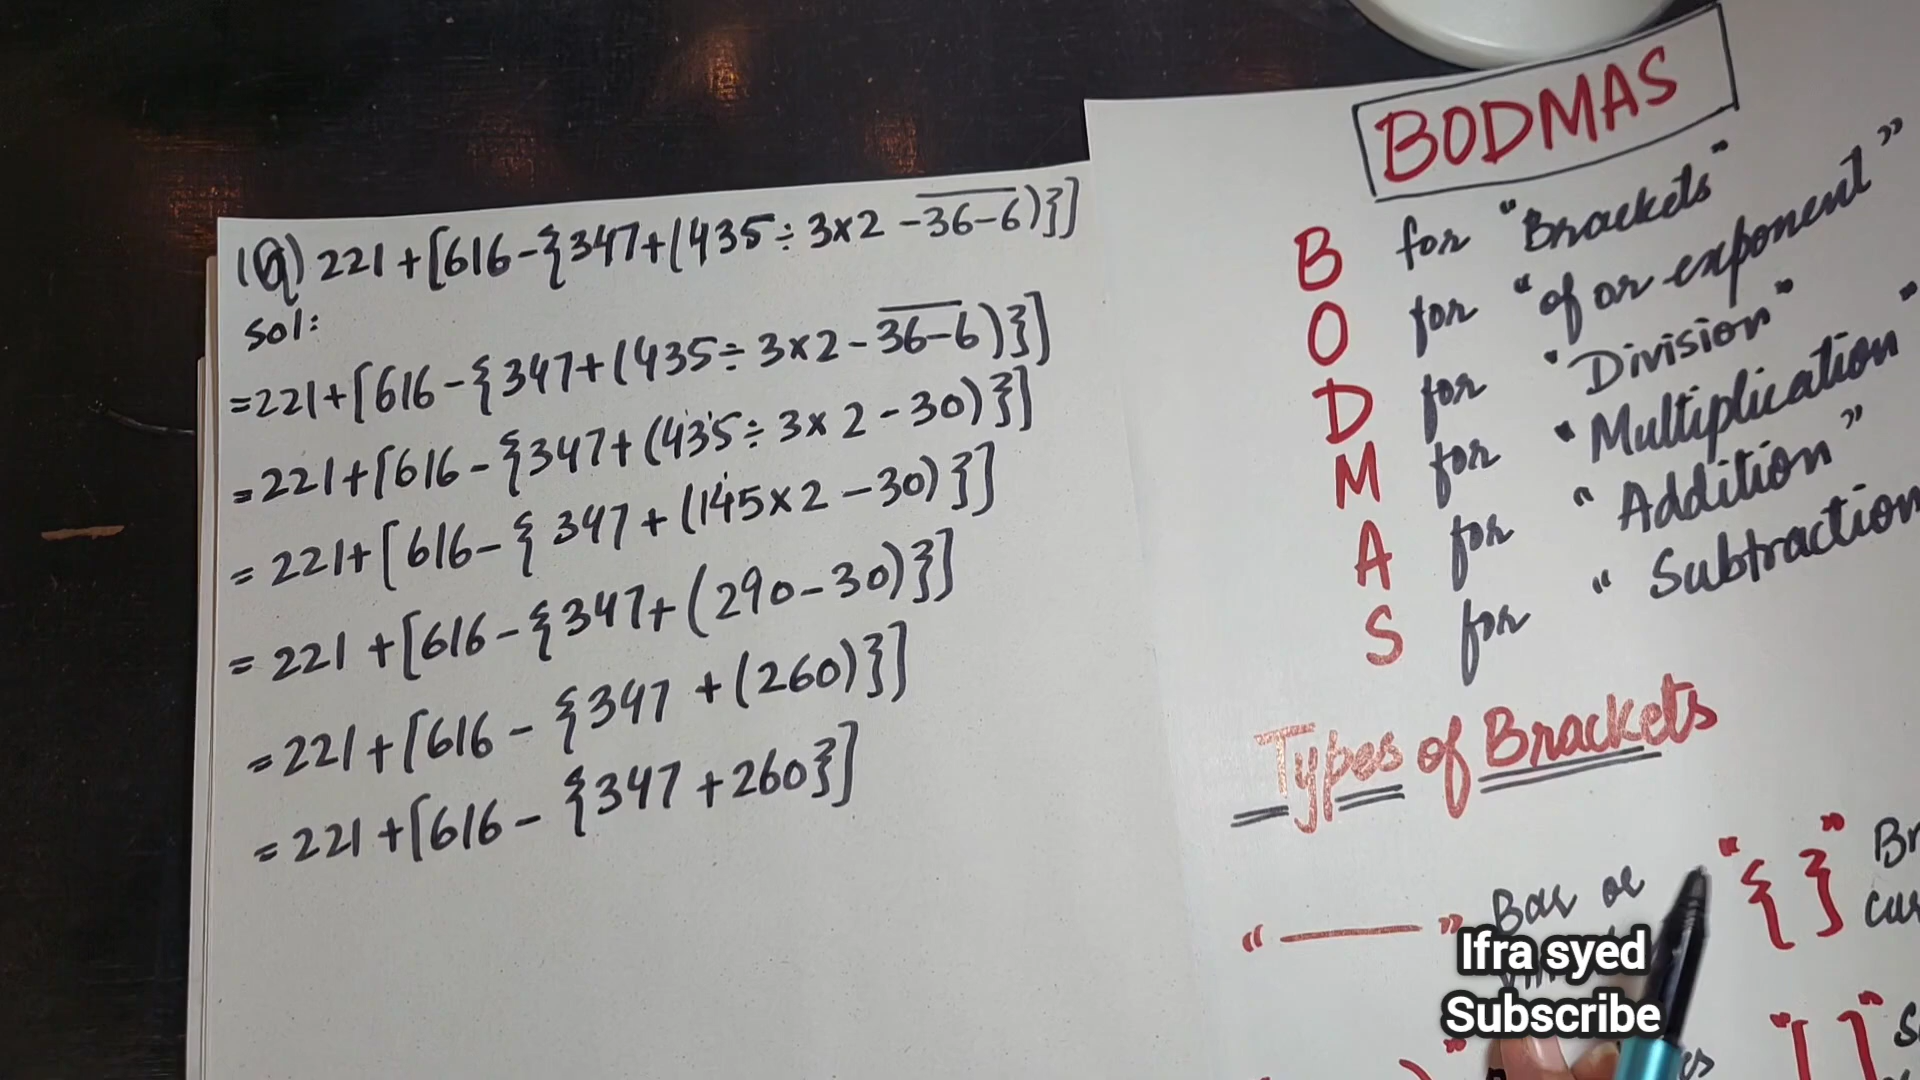 1Q) 221 + [616 - {347 + (435 ÷ 3 x 2 - \overline{36 - 6})}]
Sol:
= 221 + [616 - {347 + (435 ÷ 3 x 2 - \overline{36 - 6})}]
= 221 + [616 - {347 + (435 ÷ 3 x 2 - 30)}]
= 221 + [616 - {347 + (145 x 2 - 30)}]
= 221 + [616 - {347 + (290 - 30)}]
= 221 + [616 - {347 + (260)}]
= 221 + [616 - {347 + 260}]
BODMAS
B for "Brackets"
O for "of or exponent"
D for "Division"
M for "Multiplication"
A for "Addition"
S for "Subtraction
Types of Brackets
"—" Bar or
"{ }"
Ifra syed
Subscribe
"[ ]"